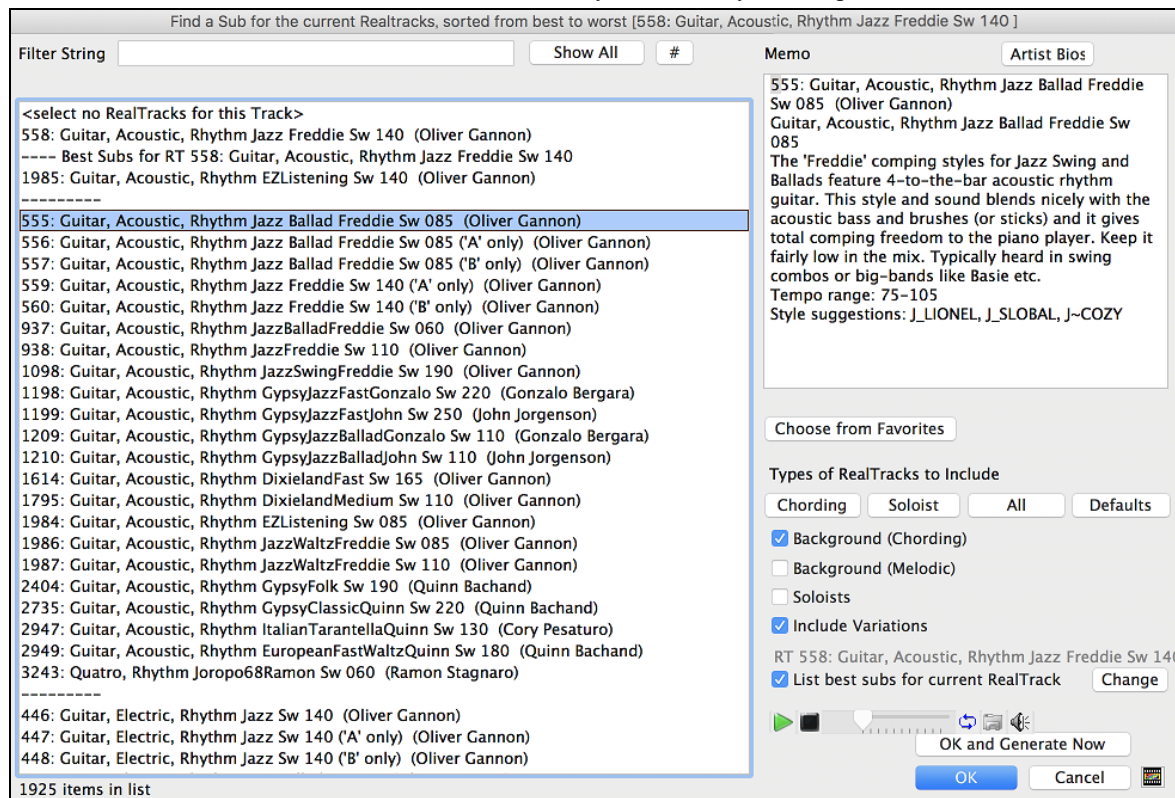 Find a Sub for the current Realtracks, sorted from best to worst [558: Guitar, Acoustic, Rhythm Jazz Freddie Sw 140 ]
Filter String
Show All
#
<select no RealTracks for this Track>
558: Guitar, Acoustic, Rhythm Jazz Freddie Sw 140 (Oliver Gannon)
---- Best Subs for RT 558: Guitar, Acoustic, Rhythm Jazz Freddie Sw 140
1985: Guitar, Acoustic, Rhythm EZListening Sw 140 (Oliver Gannon)
---------
555: Guitar, Acoustic, Rhythm Jazz Ballad Freddie Sw 085 (Oliver Gannon)
556: Guitar, Acoustic, Rhythm Jazz Ballad Freddie Sw 085 ('A' only) (Oliver Gannon)
557: Guitar, Acoustic, Rhythm Jazz Ballad Freddie Sw 085 ('B' only) (Oliver Gannon)
559: Guitar, Acoustic, Rhythm Jazz Freddie Sw 140 ('A' only) (Oliver Gannon)
560: Guitar, Acoustic, Rhythm Jazz Freddie Sw 140 ('B' only) (Oliver Gannon)
937: Guitar, Acoustic, Rhythm JazzBalladFreddie Sw 060 (Oliver Gannon)
938: Guitar, Acoustic, Rhythm JazzFreddie Sw 110 (Oliver Gannon)
1098: Guitar, Acoustic, Rhythm JazzSwingFreddie Sw 190 (Oliver Gannon)
1198: Guitar, Acoustic, Rhythm GypsyJazzFastGonzalo Sw 220 (Gonzalo Bergara)
1199: Guitar, Acoustic, Rhythm GypsyJazzFastJohn Sw 250 (John Jorgenson)
1209: Guitar, Acoustic, Rhythm GypsyJazzBalladGonzalo Sw 110 (Gonzalo Bergara)
1210: Guitar, Acoustic, Rhythm GypsyJazzBalladJohn Sw 110 (John Jorgenson)
1614: Guitar, Acoustic, Rhythm DixielandFast Sw 165 (Oliver Gannon)
1795: Guitar, Acoustic, Rhythm DixielandMedium Sw 110 (Oliver Gannon)
1984: Guitar, Acoustic, Rhythm EZListening Sw 085 (Oliver Gannon)
1986: Guitar, Acoustic, Rhythm JazzWaltzFreddie Sw 085 (Oliver Gannon)
1987: Guitar, Acoustic, Rhythm JazzWaltzFreddie Sw 110 (Oliver Gannon)
2404: Guitar, Acoustic, Rhythm GypsyFolk Sw 190 (Quinn Bachand)
2735: Guitar, Acoustic, Rhythm GypsyClassicQuinn Sw 220 (Quinn Bachand)
2947: Guitar, Acoustic, Rhythm ItalianTarantellaQuinn Sw 130 (Cory Pesaturo)
2949: Guitar, Acoustic, Rhythm EuropeanFastWaltzQuinn Sw 180 (Quinn Bachand)
3243: Quatro, Rhythm Joropo68Ramon Sw 060 (Ramon Stagnaro)
---------
446: Guitar, Electric, Rhythm Jazz Sw 140 (Oliver Gannon)
447: Guitar, Electric, Rhythm Jazz Sw 140 ('A' only) (Oliver Gannon)
448: Guitar, Electric, Rhythm Jazz Sw 140 ('B' only) (Oliver Gannon)
1925 items in list
Memo
Artist Bios
555: Guitar, Acoustic, Rhythm Jazz Ballad Freddie
Sw 085 (Oliver Gannon)
Guitar, Acoustic, Rhythm Jazz Ballad Freddie Sw
085
The 'Freddie' comping styles for Jazz Swing and
Ballads feature 4-to-the-bar acoustic rhythm
guitar. This style and sound blends nicely with the
acoustic bass and brushes (or sticks) and it gives
total comping freedom to the piano player. Keep it
fairly low in the mix. Typically heard in swing
combos or big-bands like Basie etc.
Tempo range: 75-105
Style suggestions: J_LIONEL, J_SLOBAL, J~COZY
Choose from Favorites
Types of RealTracks to Include
Chording
Soloist
All
Defaults
Background (Chording)
Background (Melodic)
Soloists
Include Variations
RT 558: Guitar, Acoustic, Rhythm Jazz Freddie Sw 140
List best subs for current RealTrack
Change
OK and Generate Now
OK
Cancel